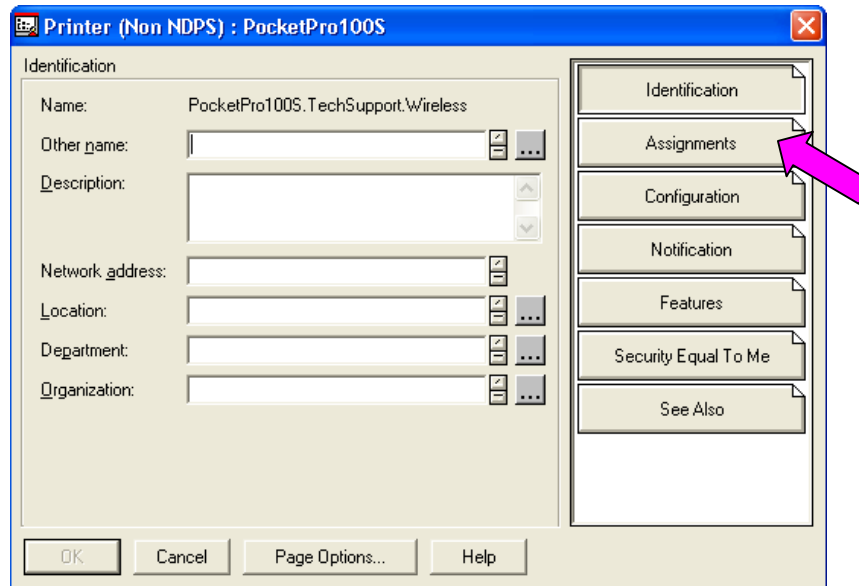 Printer (Non NDPS) : PocketPro100S
Identification
Name: PocketPro100S.TechSupport.Wireless
Other name:
Description:
Network address:
Location:
Department:
Organization:
Identification
Assignments
Configuration
Notification
Features
Security Equal To Me
See Also
OK Cancel Page Options... Help